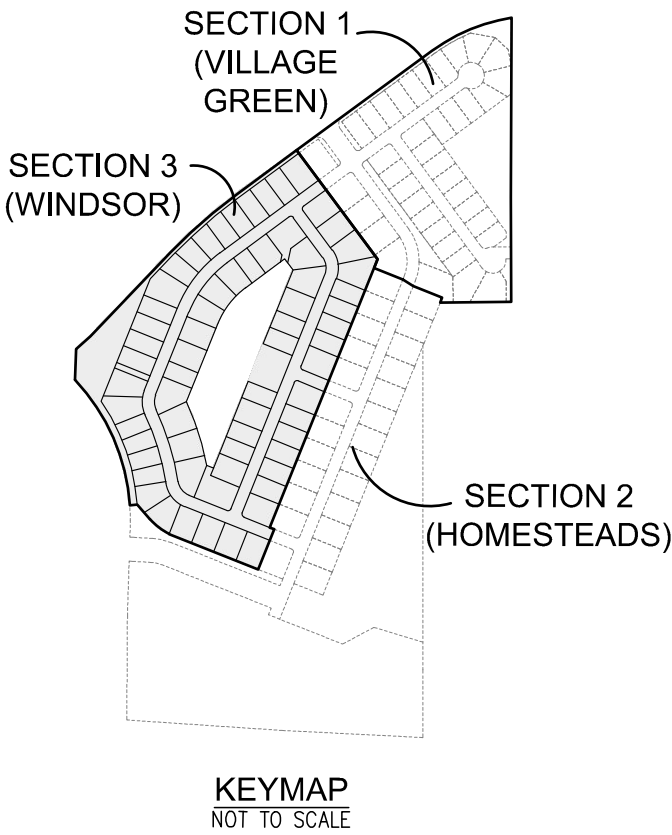 SECTION 1
(VILLAGE
GREEN)
SECTION 3
(WINDSOR)
SECTION 2
(HOMESTEADS)
KEYMAP
NOT TO SCALE